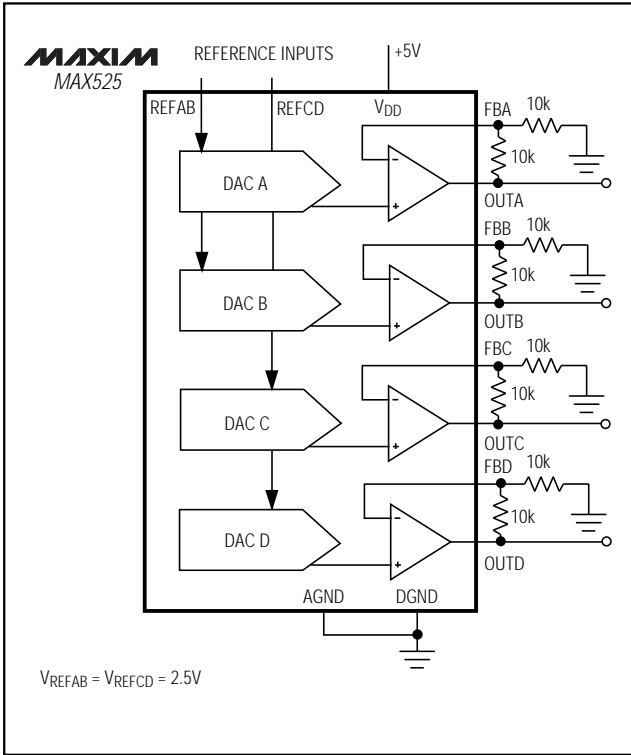 MAXIM
MAX525
REFERENCE INPUTS
+5V
REFAB
REFCD
VDD
FBA
10k
10k
DAC A
-
+
OUTA
FBB
10k
10k
DAC B
-
+
OUTB
FBC
10k
10k
DAC C
-
+
OUTC
FBD
10k
10k
DAC D
-
+
OUTD
AGND
DGND
VREFAB = VREFCD = 2.5V